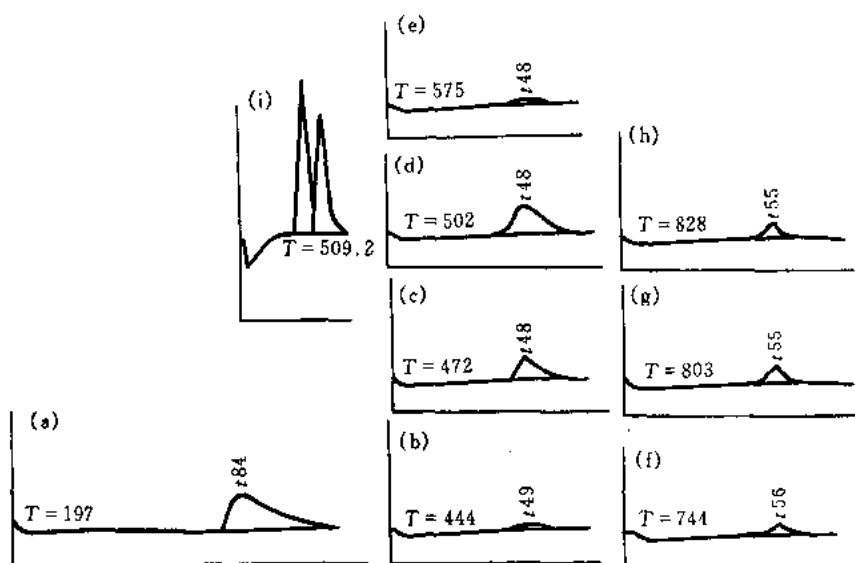 (a)
T = 197
t84
(b)
T = 444
t49
(c)
T = 472
t48
(d)
T = 502
t48
(e)
T = 575
t48
(f)
T = 744
t56
(g)
T = 803
t55
(h)
T = 828
t55
(i)
T = 509.2